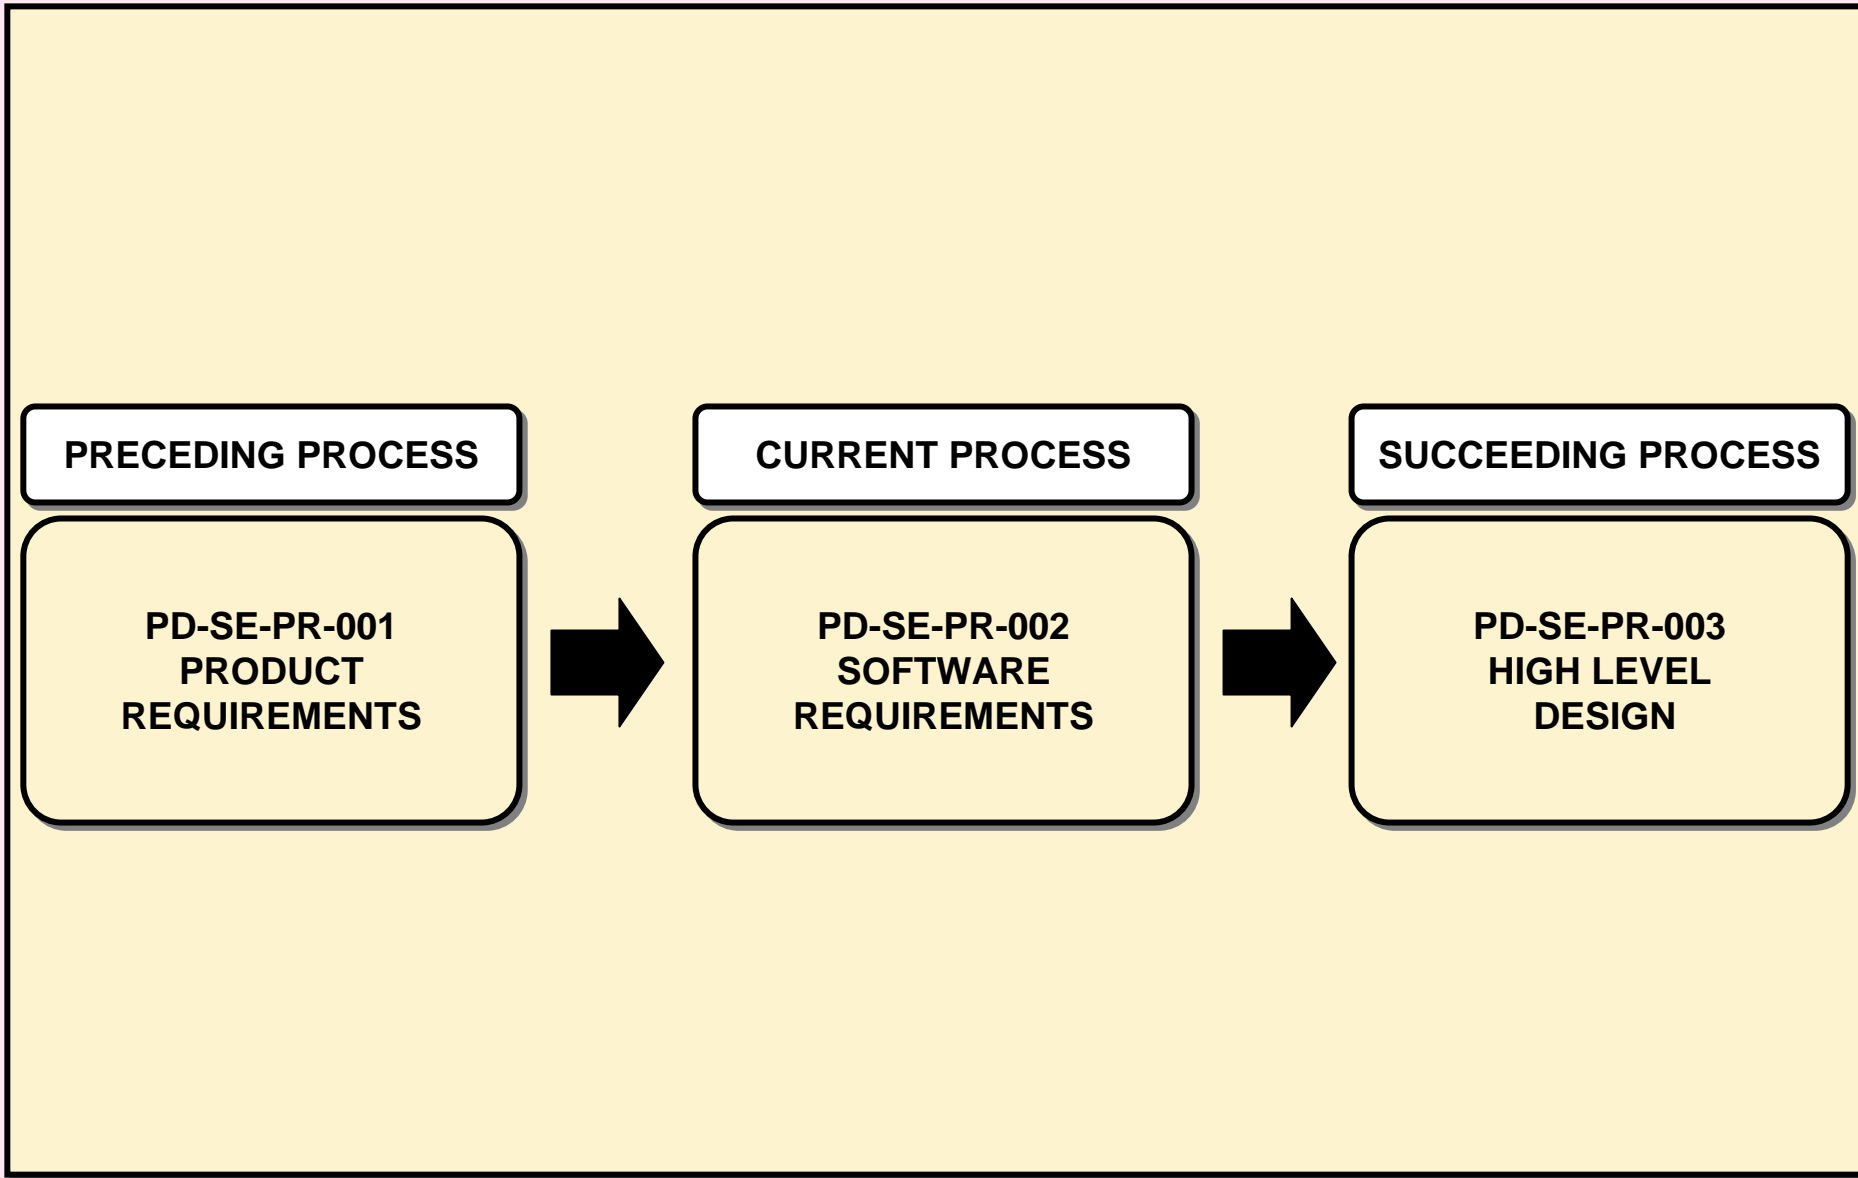 PRECEDING PROCESS
CURRENT PROCESS
SUCCEEDING PROCESS
PD-SE-PR-001
PRODUCT
REQUIREMENTS
PD-SE-PR-002
SOFTWARE
REQUIREMENTS
PD-SE-PR-003
HIGH LEVEL
DESIGN